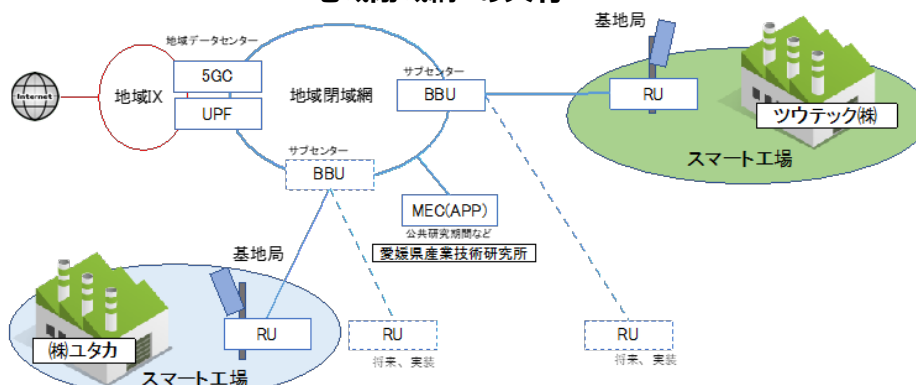 基地局
地域データセンター
サブセンター
5GC
Internet
地域IX
地域閉域網
BBU
RU
UPF
ツウテック㈱
サブセンター
スマート工場
BBU
MEC(APP)
公共研究期間など
愛媛県産業技術研究所
基地局
㈱ユタカ
RU
RU
RU
将来、実装
将来、実装
スマート工場